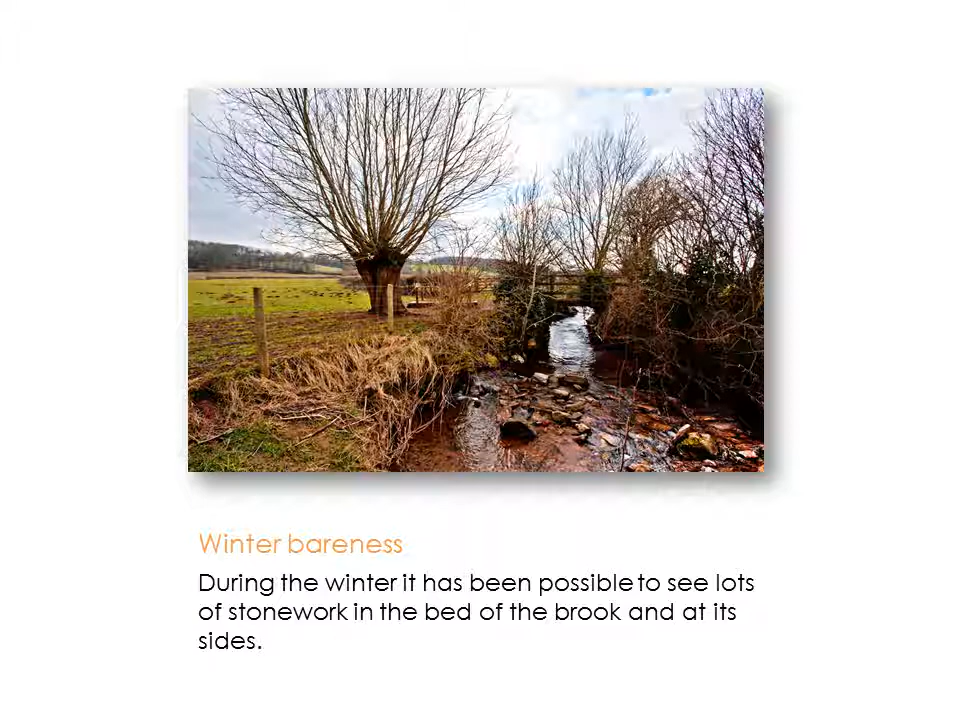 Winter bareness
During the winter it has been possible to see lots
of stonework in the bed of the brook and at its
sides.